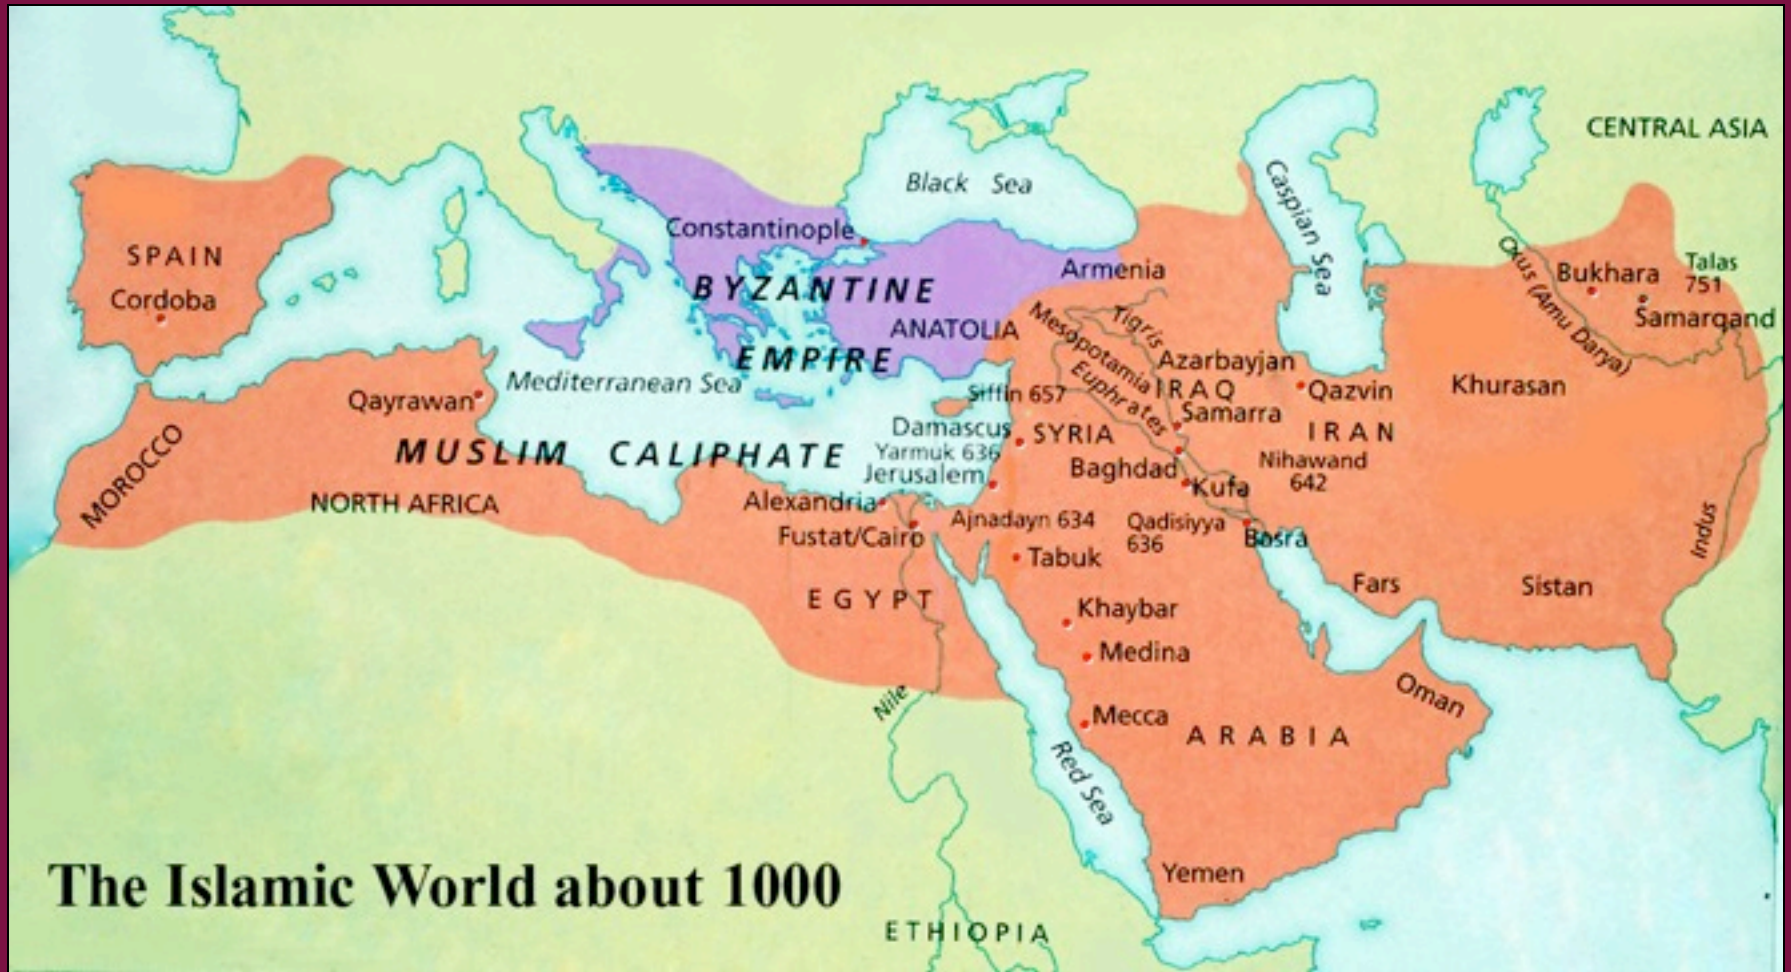 CENTRAL ASIA
Black Sea
Caspian Sea
Constantinople
SPAIN
Cordoba
BYZANTINE
EMPIRE
Armenia
ANATOLIA
Oxus (Amu Darya)
Bukhara
Talas
751
Samarqand
Mesopotamia
Tigris
Euphrates
Azarbayjan
IRAQ
Qazvin
Khurasan
Mediterranean Sea
Qayrawan
Siffin 657
Samarra
IRAN
Damascus
SYRIA
MUSLIM CALIPHATE
Yarmuk 636
Jerusalem
Baghdad
Nihawand
642
Kufa
MOROCCO
NORTH AFRICA
Alexandria
Fustat/Cairo
Ajnadayn 634
Qadisiyya
636
Basra
Indus
Tabuk
Fars
Sistan
EGYPT
Khaybar
Medina
Nile
Oman
Mecca
ARABIA
Red Sea
Yemen
The Islamic World about 1000
ETHIOPIA